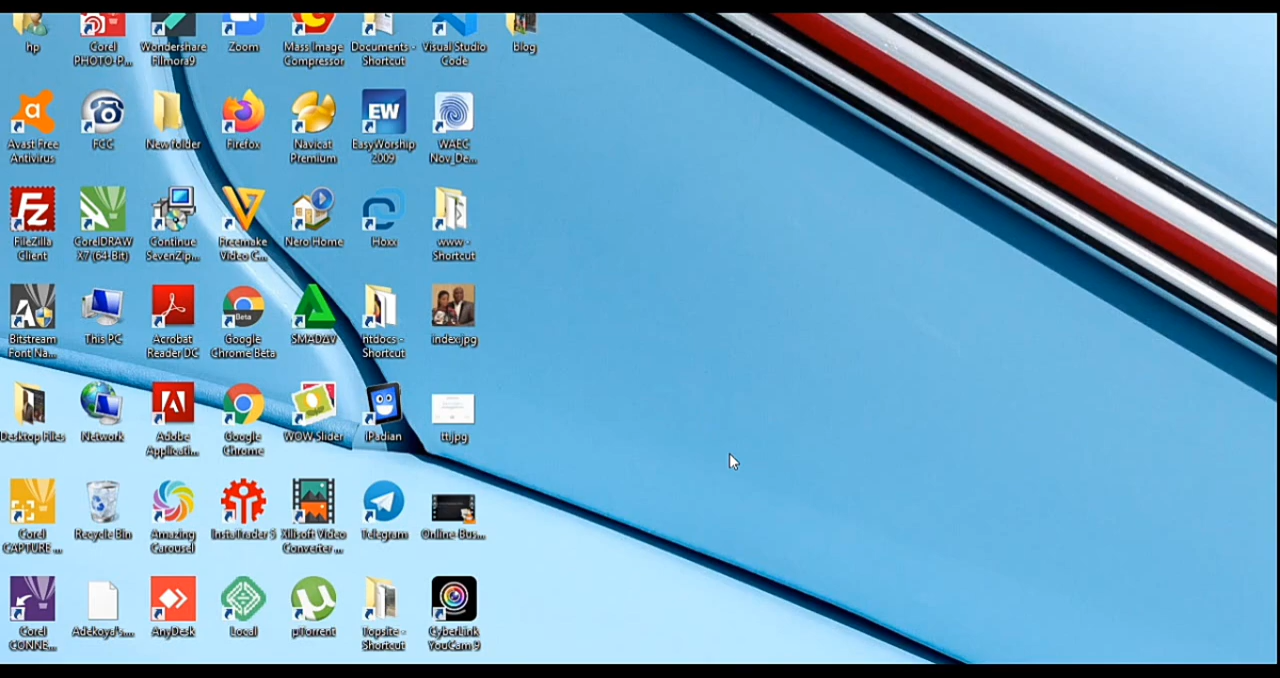 hp
Corel
PHOTO-P...
Wondershare
Filmora9
Zoom
Mass Image
Compressor
Documents -
Shortcut
Visual Studio
Code
blog
Avast Free
Antivirus
FCC
New folder
Firefox
Navicat
Premium
EW
EasyWorship
2009
WAEC
Nov_De...
Fz
FileZilla
Client
CorelDRAW
X7 (64-Bit)
Continue
SevenZip...
Freemake
Video C...
Nero Home
Hoxx
www -
Shortcut
Bitstream
Font Na...
This PC
Acrobat
Reader DC
Beta
Google
Chrome Beta
SMADAV
htdocs -
Shortcut
index.jpg
Desktop Files
Network
Adobe
Applicati...
Google
Chrome
WOW Slider
iPadian
Corel
CAPTURE ...
Recycle Bin
Amazing
Carousel
InstaTrader 5
Xilisoft Video
Converter ...
Telegram
Online-Bus...
Corel
CONNE...
Adekoya's....
AnyDesk
Local
µTorrent
Topsite -
Shortcut
CyberLink
YouCam 9